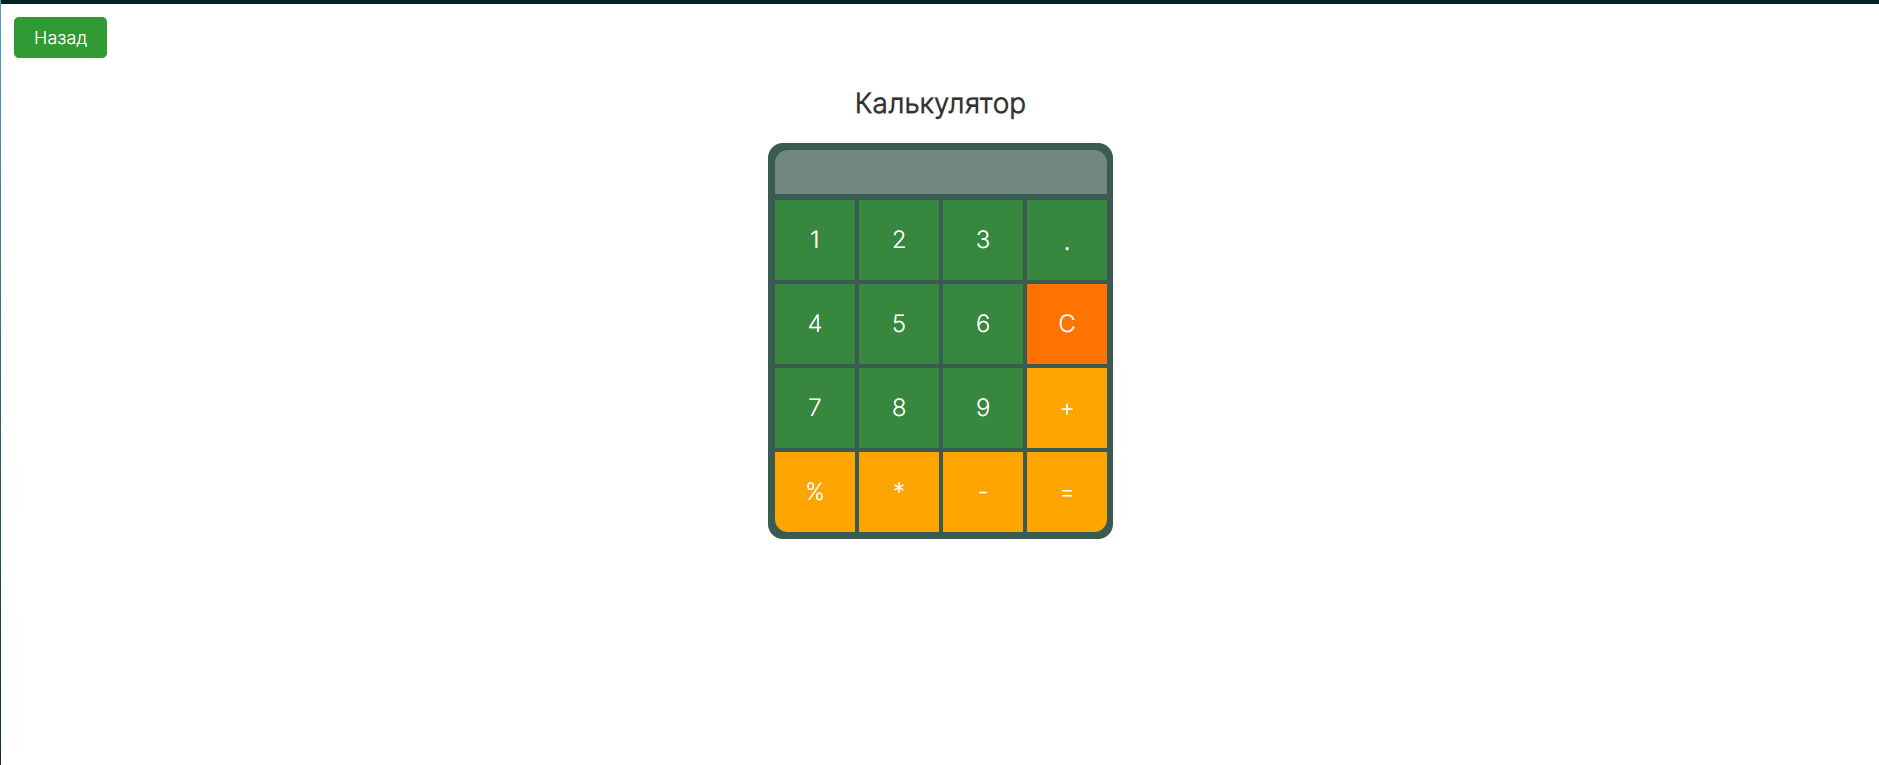 Назад
Калькулятор
1 2 3 .
4 5 6 C
7 8 9 +
% * - =